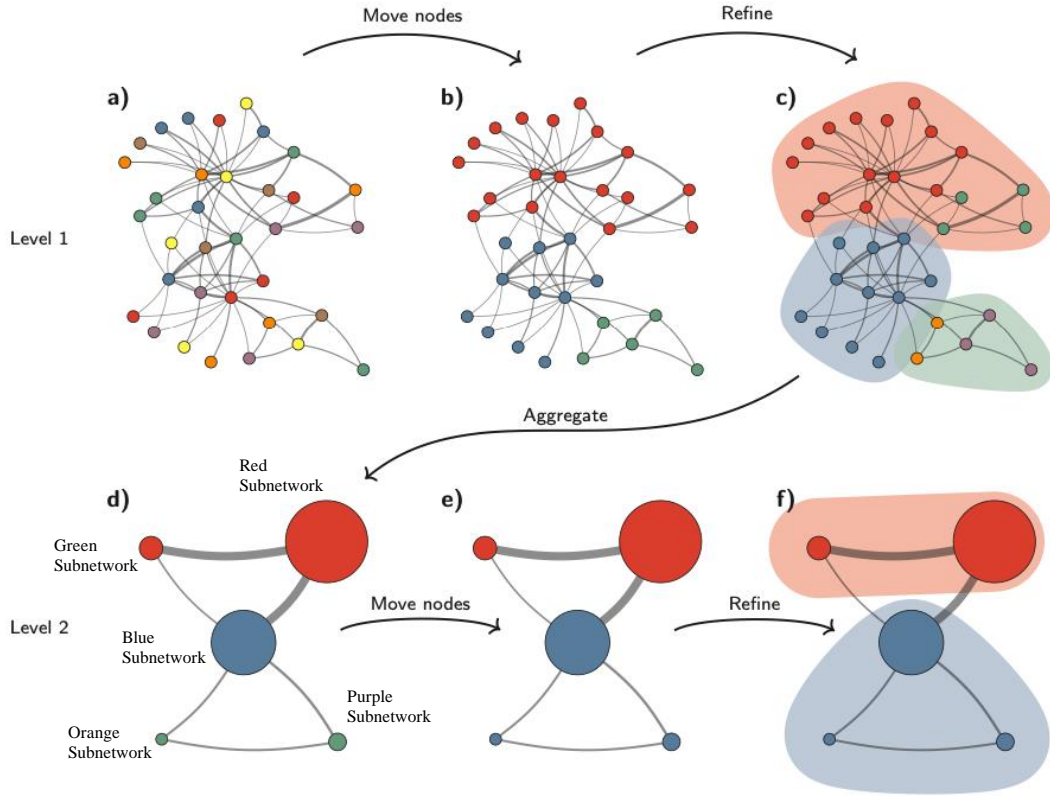 Move nodes
Refine
a)
b)
c)
Level 1
Aggregate
Red
Subnetwork
d)
e)
f)
Green
Subnetwork
Move nodes
Refine
Level 2
Blue
Subnetwork
Purple
Subnetwork
Orange
Subnetwork